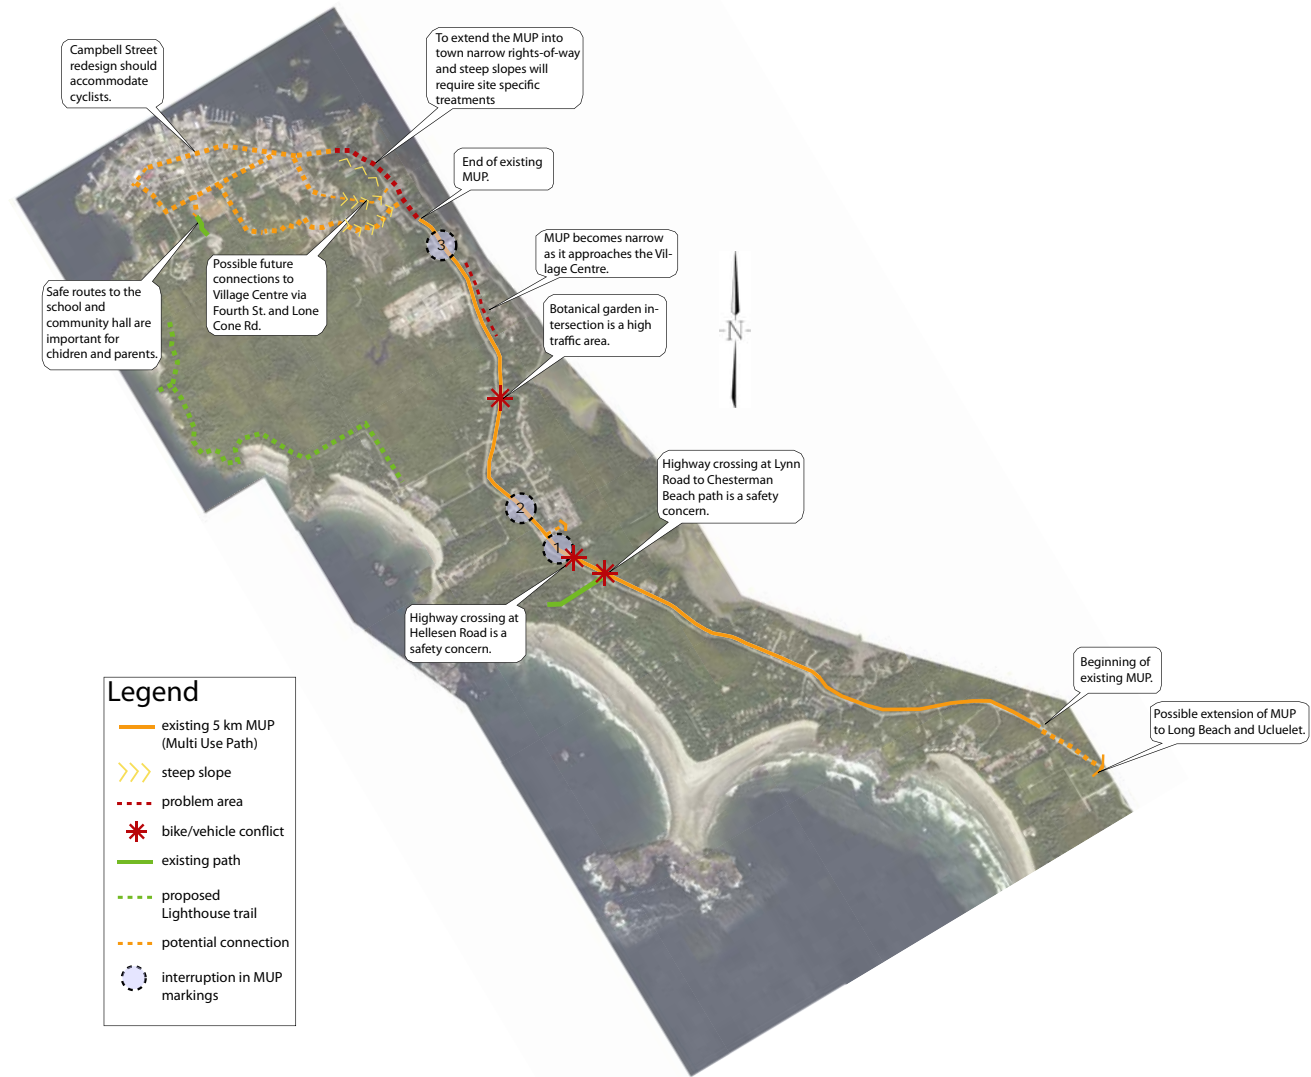 Campbell Street
redesign should
accommodate
cyclists.
To extend the MUP into
town narrow rights-of-way
and steep slopes will
require site specific
treatments
End of existing
MUP.
3
MUP becomes narrow
as it approaches the Vil-
lage Centre.
Possible future
connections to
Village Centre via
Fourth St. and Lone
Cone Rd.
Safe routes to the
school and
community hall are
important for
chidren and parents.
Botanical garden in-
tersection is a high
traffic area.
-N-
Highway crossing at Lynn
Road to Chesterman
Beach path is a safety
concern.
2
1
Highway crossing at
Hellesen Road is a
safety concern.
Beginning of
existing MUP.
Possible extension of MUP
to Long Beach and Ucluelet.
Legend
existing 5 km MUP
(Multi Use Path)
steep slope
problem area
bike/vehicle conflict
existing path
proposed
Lighthouse trail
potential connection
interruption in MUP
markings